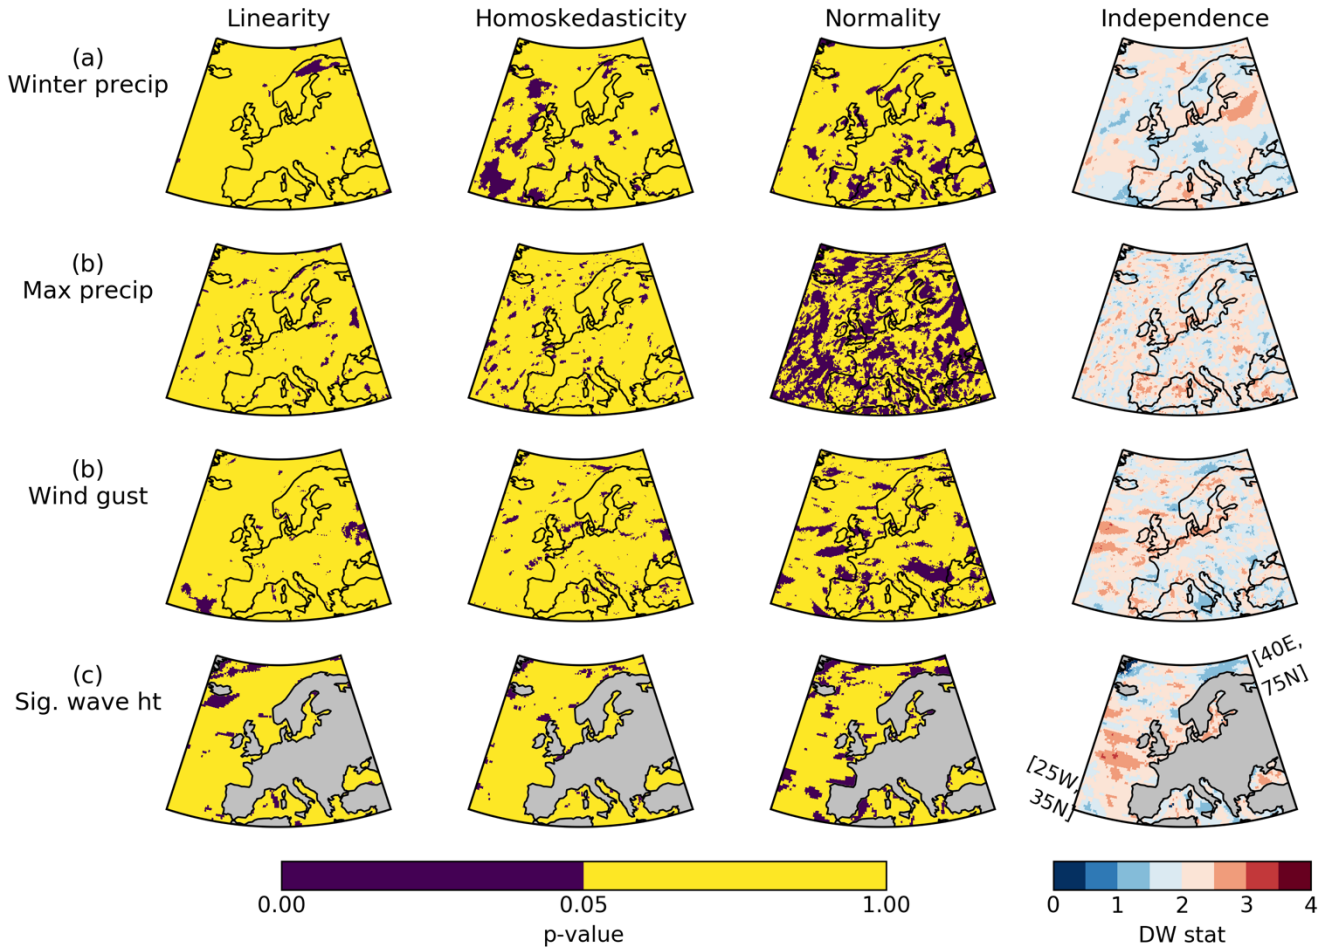 Linearity
Homoskedasticity
Normality
Independence
(a)
Winter precip
(b)
Max precip
(b)
Wind gust
(c)
Sig. wave ht
[40E,
75N]
[25W,
35N]
0.00
0.05
1.00
p-value
0
1
2
3
4
DW stat